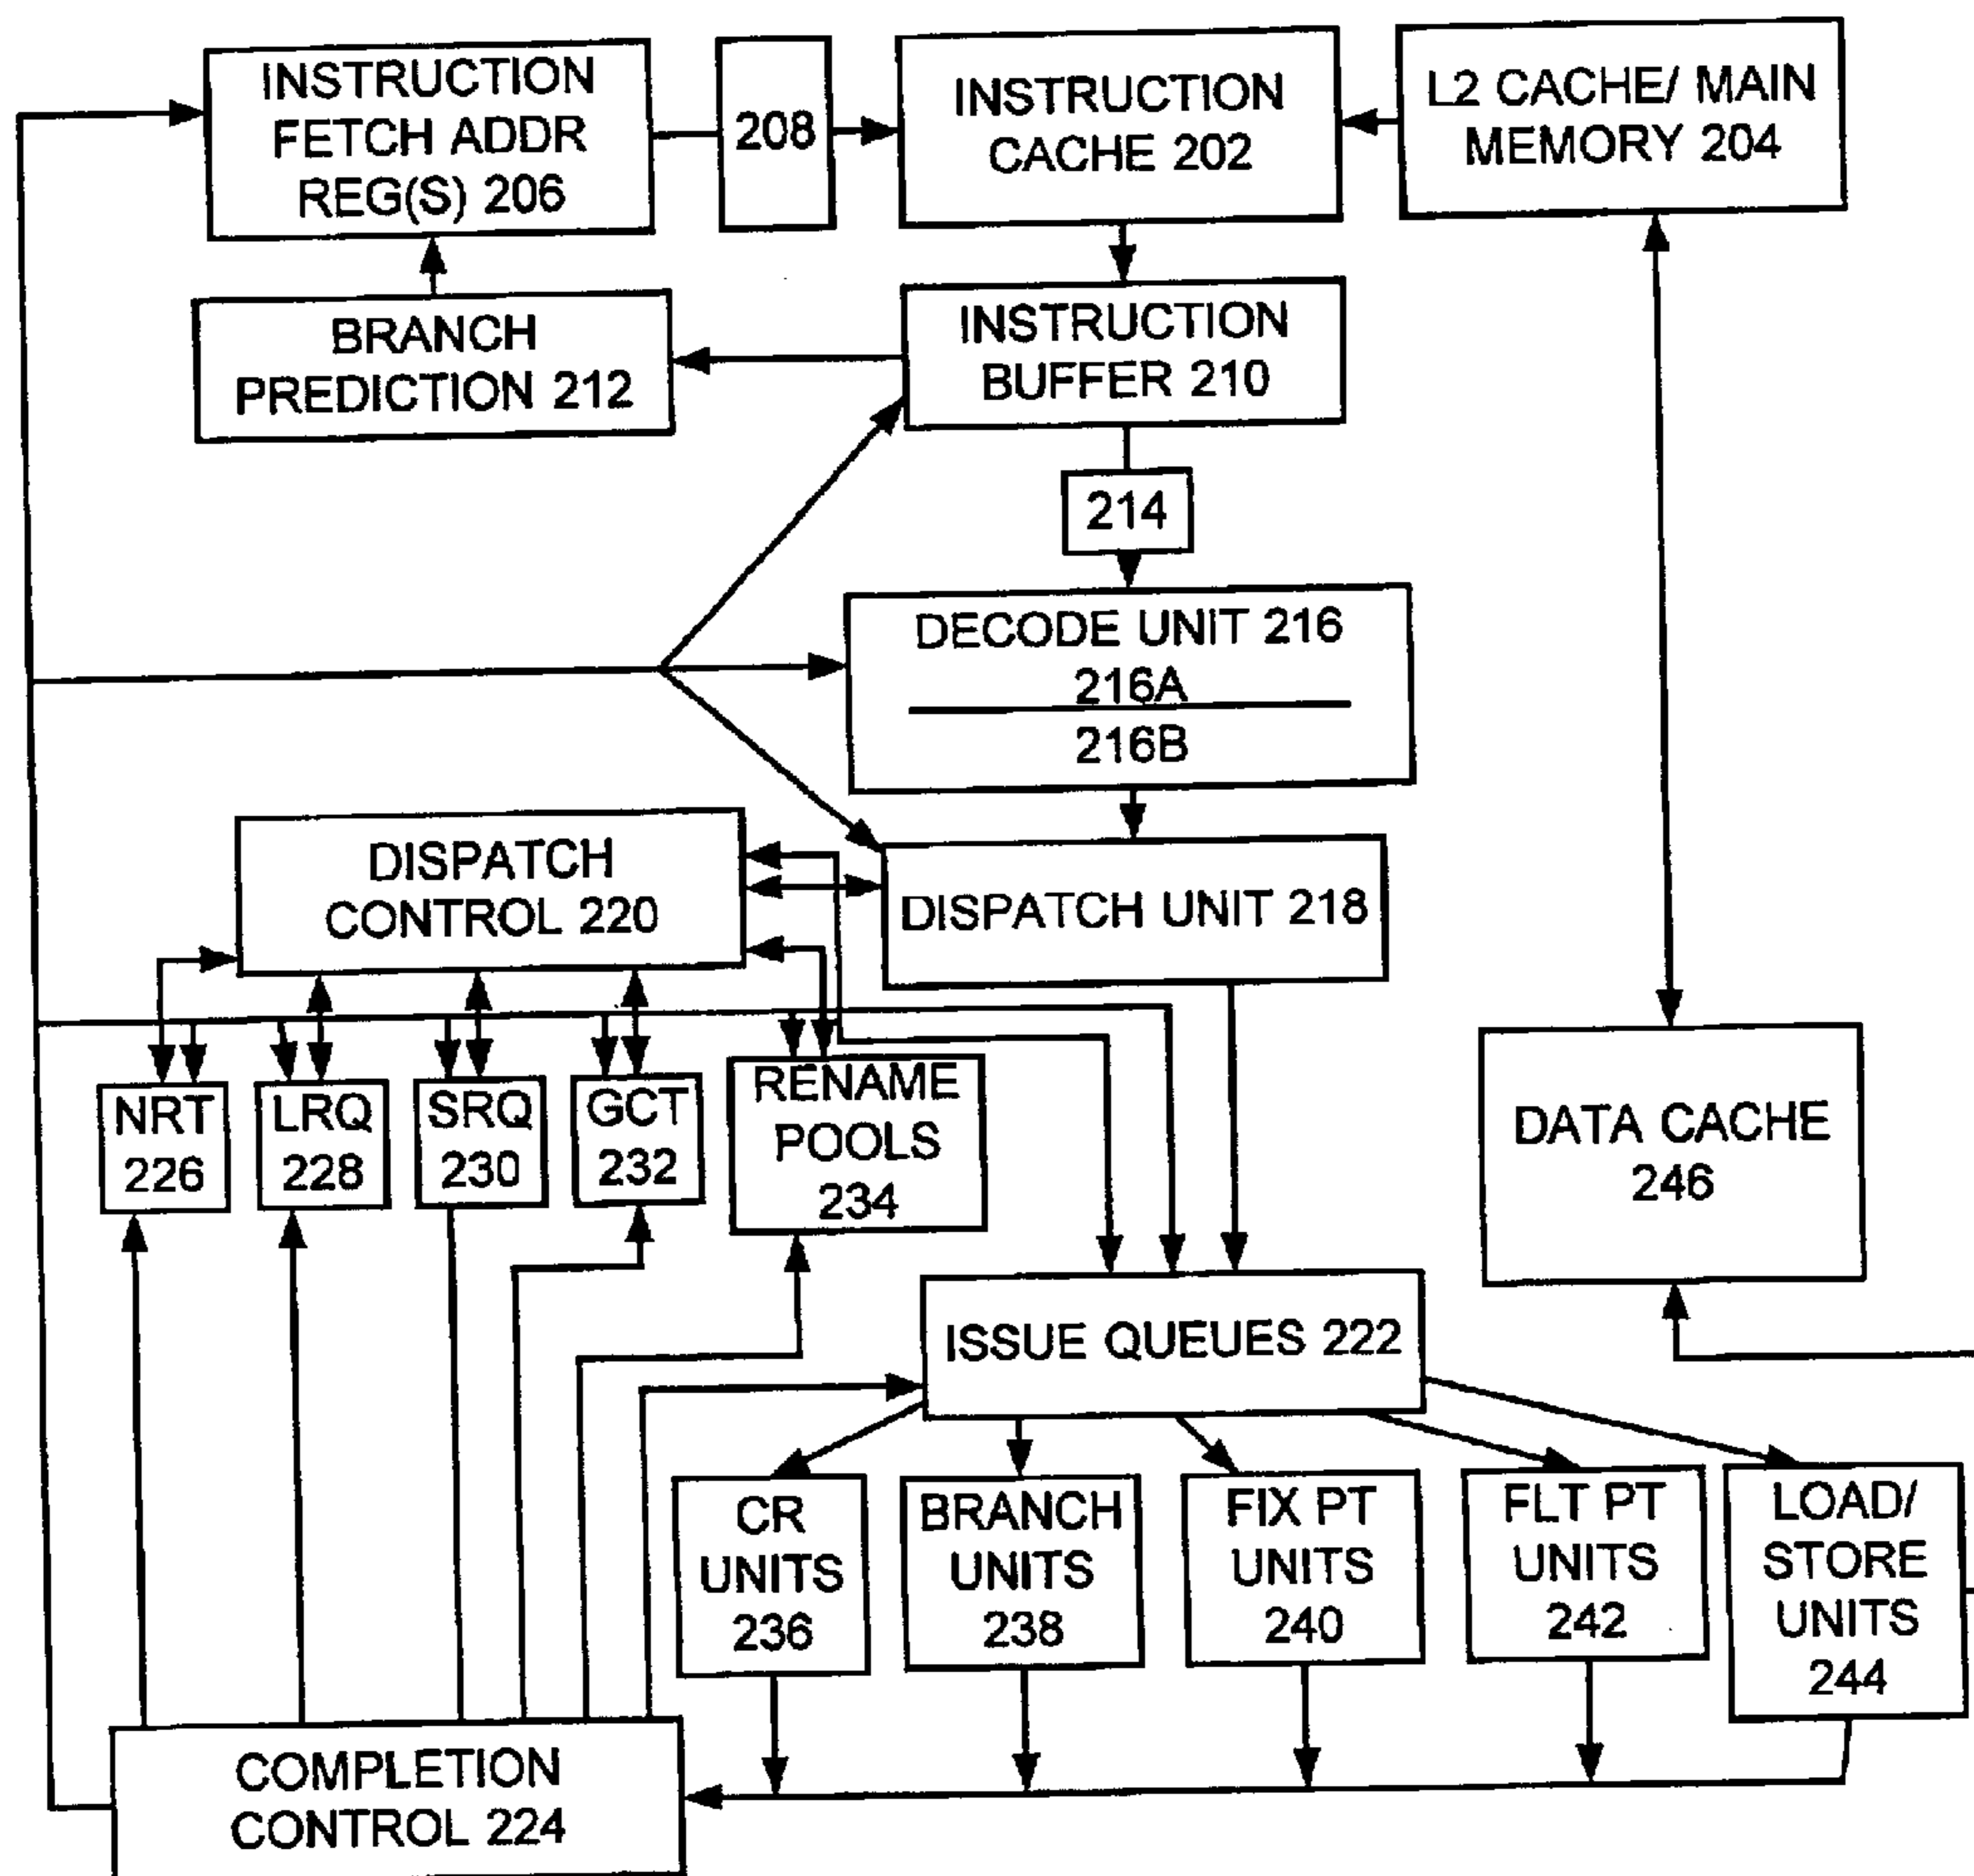 INSTRUCTION
FETCH ADDR
REG(S) 206
208
INSTRUCTION
CACHE 202
L2 CACHE/ MAIN
MEMORY 204
BRANCH
PREDICTION 212
INSTRUCTION
BUFFER 210
214
DECODE UNIT 216
216A
216B
DISPATCH
CONTROL 220
DISPATCH UNIT 218
NRT
226
LRQ
228
SRQ
230
GCT
232
RENAME
POOLS
234
DATA CACHE
246
ISSUE QUEUES 222
CR
UNITS
236
BRANCH
UNITS
238
FIX PT
UNITS
240
FLT PT
UNITS
242
LOAD/
STORE
UNITS
244
COMPLETION
CONTROL 224